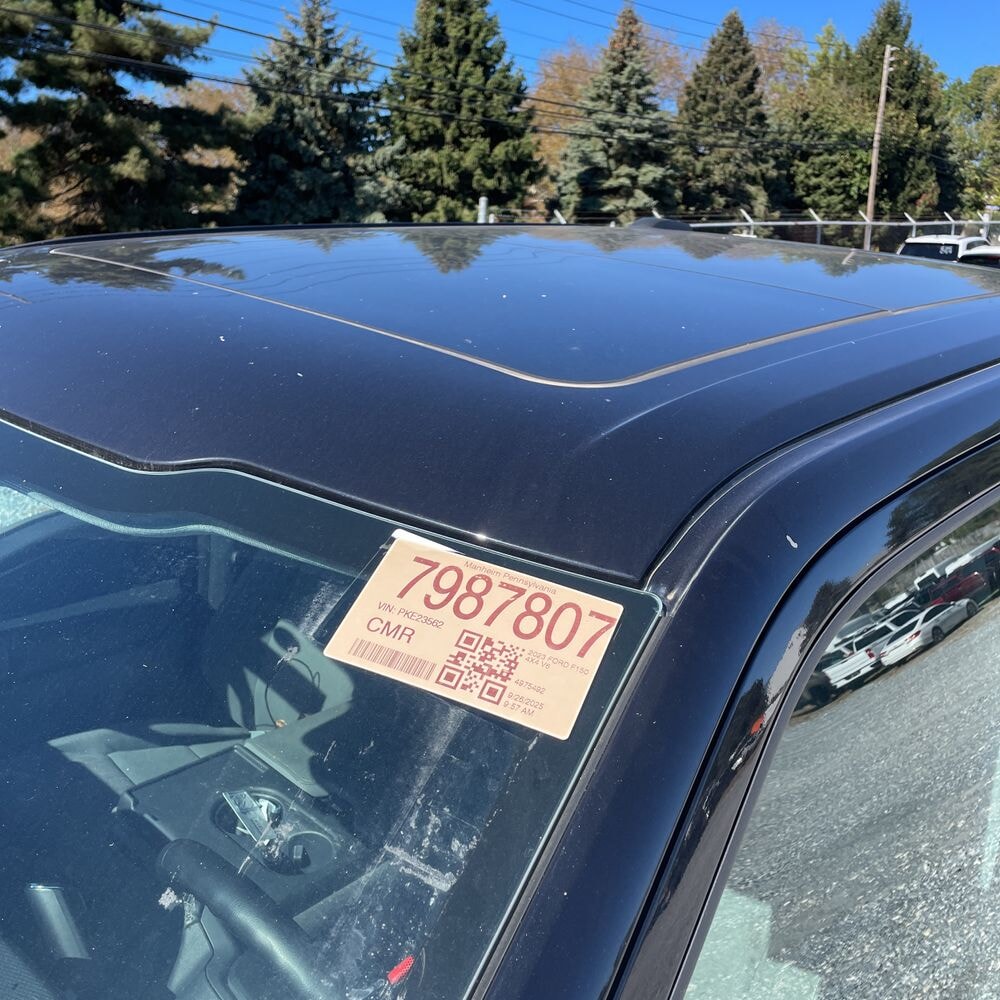 Manheim Pennsylvania
7987807
VIN: PKE23562
CMR
2023 FORD F150
4X4 V6
4975492
9/26/2025
9:57 AM